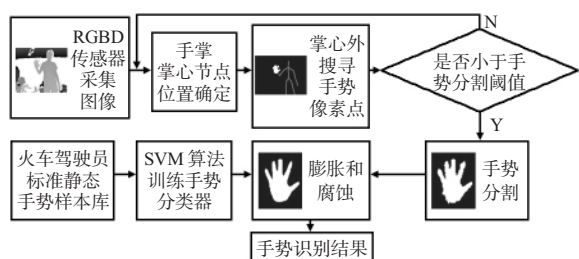 RGBD
传感器
采集
图像
手掌
掌心节点
位置确定
掌心外
搜寻
手势
像素点
是否小于手
势分割阈值
N
Y
火车驾驶员
标准静态
手势样本库
SVM 算法
训练手势
分类器
膨胀和
腐蚀
手势
分割
手势识别结果